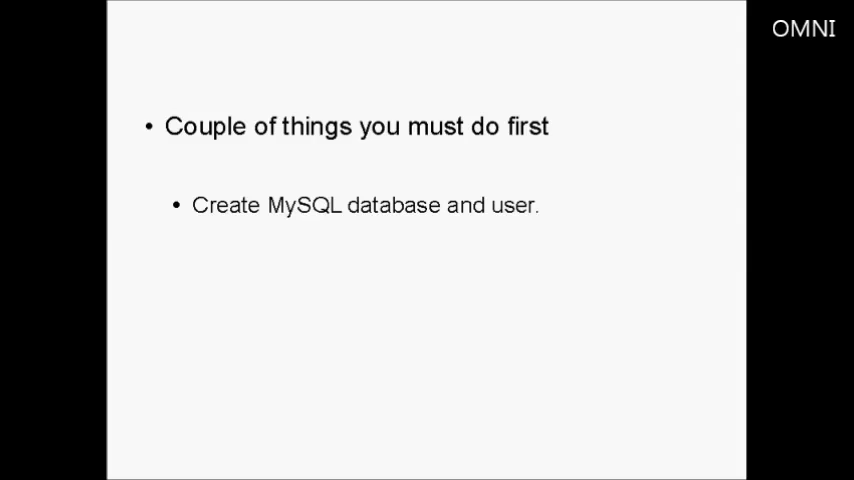 OMNI
• Couple of things you must do first
• Create MySQL database and user.